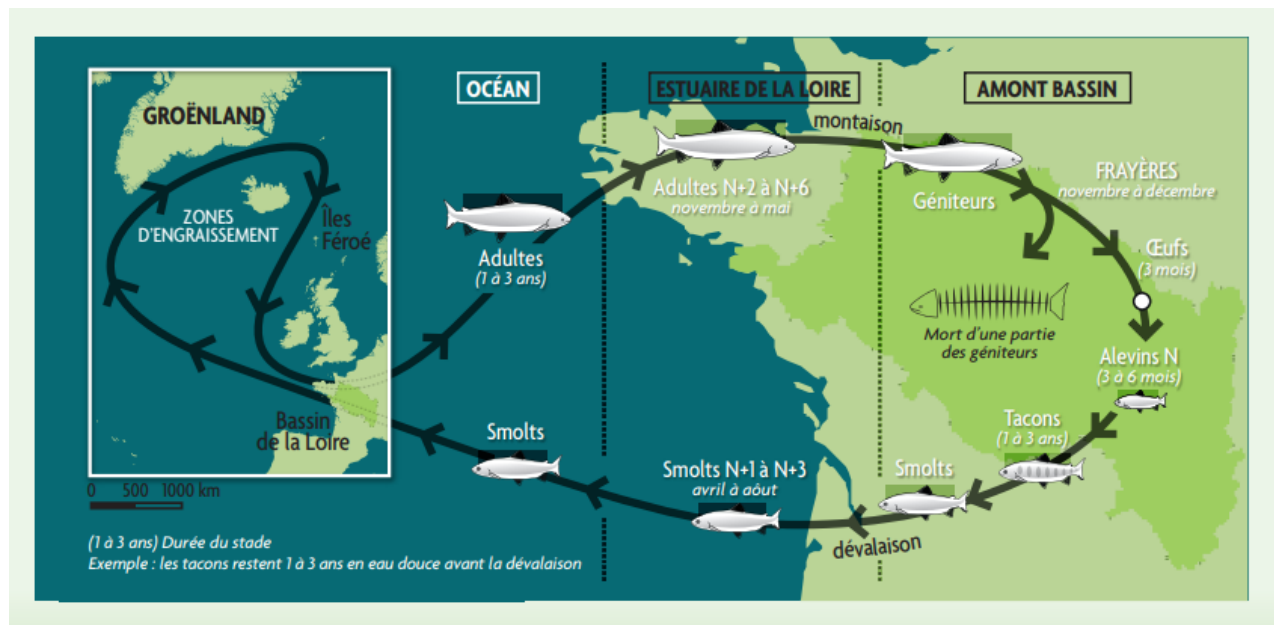 GROËNLAND
ZONES
D'ENGRAISSEMENT
Îles
Féroé
Bassin
de la Loire
0 500 1000 km
(1 à 3 ans) Durée du stade
Exemple : les tacons restent 1 à 3 ans en eau douce avant la dévalaison
OCÉAN
Adultes
(1 à 3 ans)
Smolts
ESTUAIRE DE LA LOIRE
montaison
Adultes N+2 à N+6
novembre à mai
Smolts N+1 à N+3
avril à aôut
dévalaison
AMONT BASSIN
Géniteurs
FRAYÈRES
novembre à décembre
Œufs
(3 mois)
Mort d'une partie
des géniteurs
Alevins N
(3 à 6 mois)
Tacons
(1 à 3 ans)
Smolts